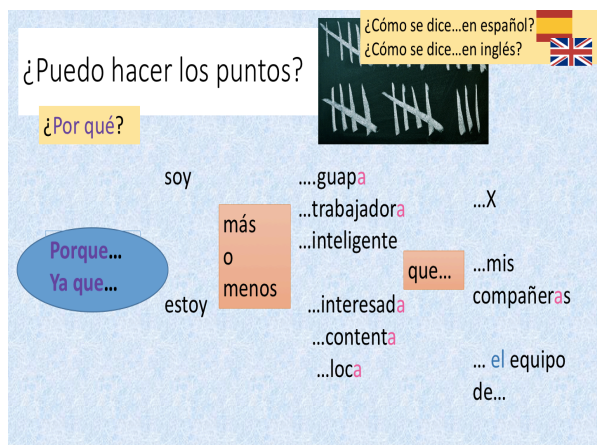 ¿Cómo se dice...en español?
¿Cómo se dice...en inglés?
¿Puedo hacer los puntos?
¿Por qué?
Porque...
Ya que...
soy
estoy
más
o
menos
....guapa
...trabajadora
...inteligente
...interesada
...contenta
...loca
que...
...X
...mis
compañeras
... el equipo
de...